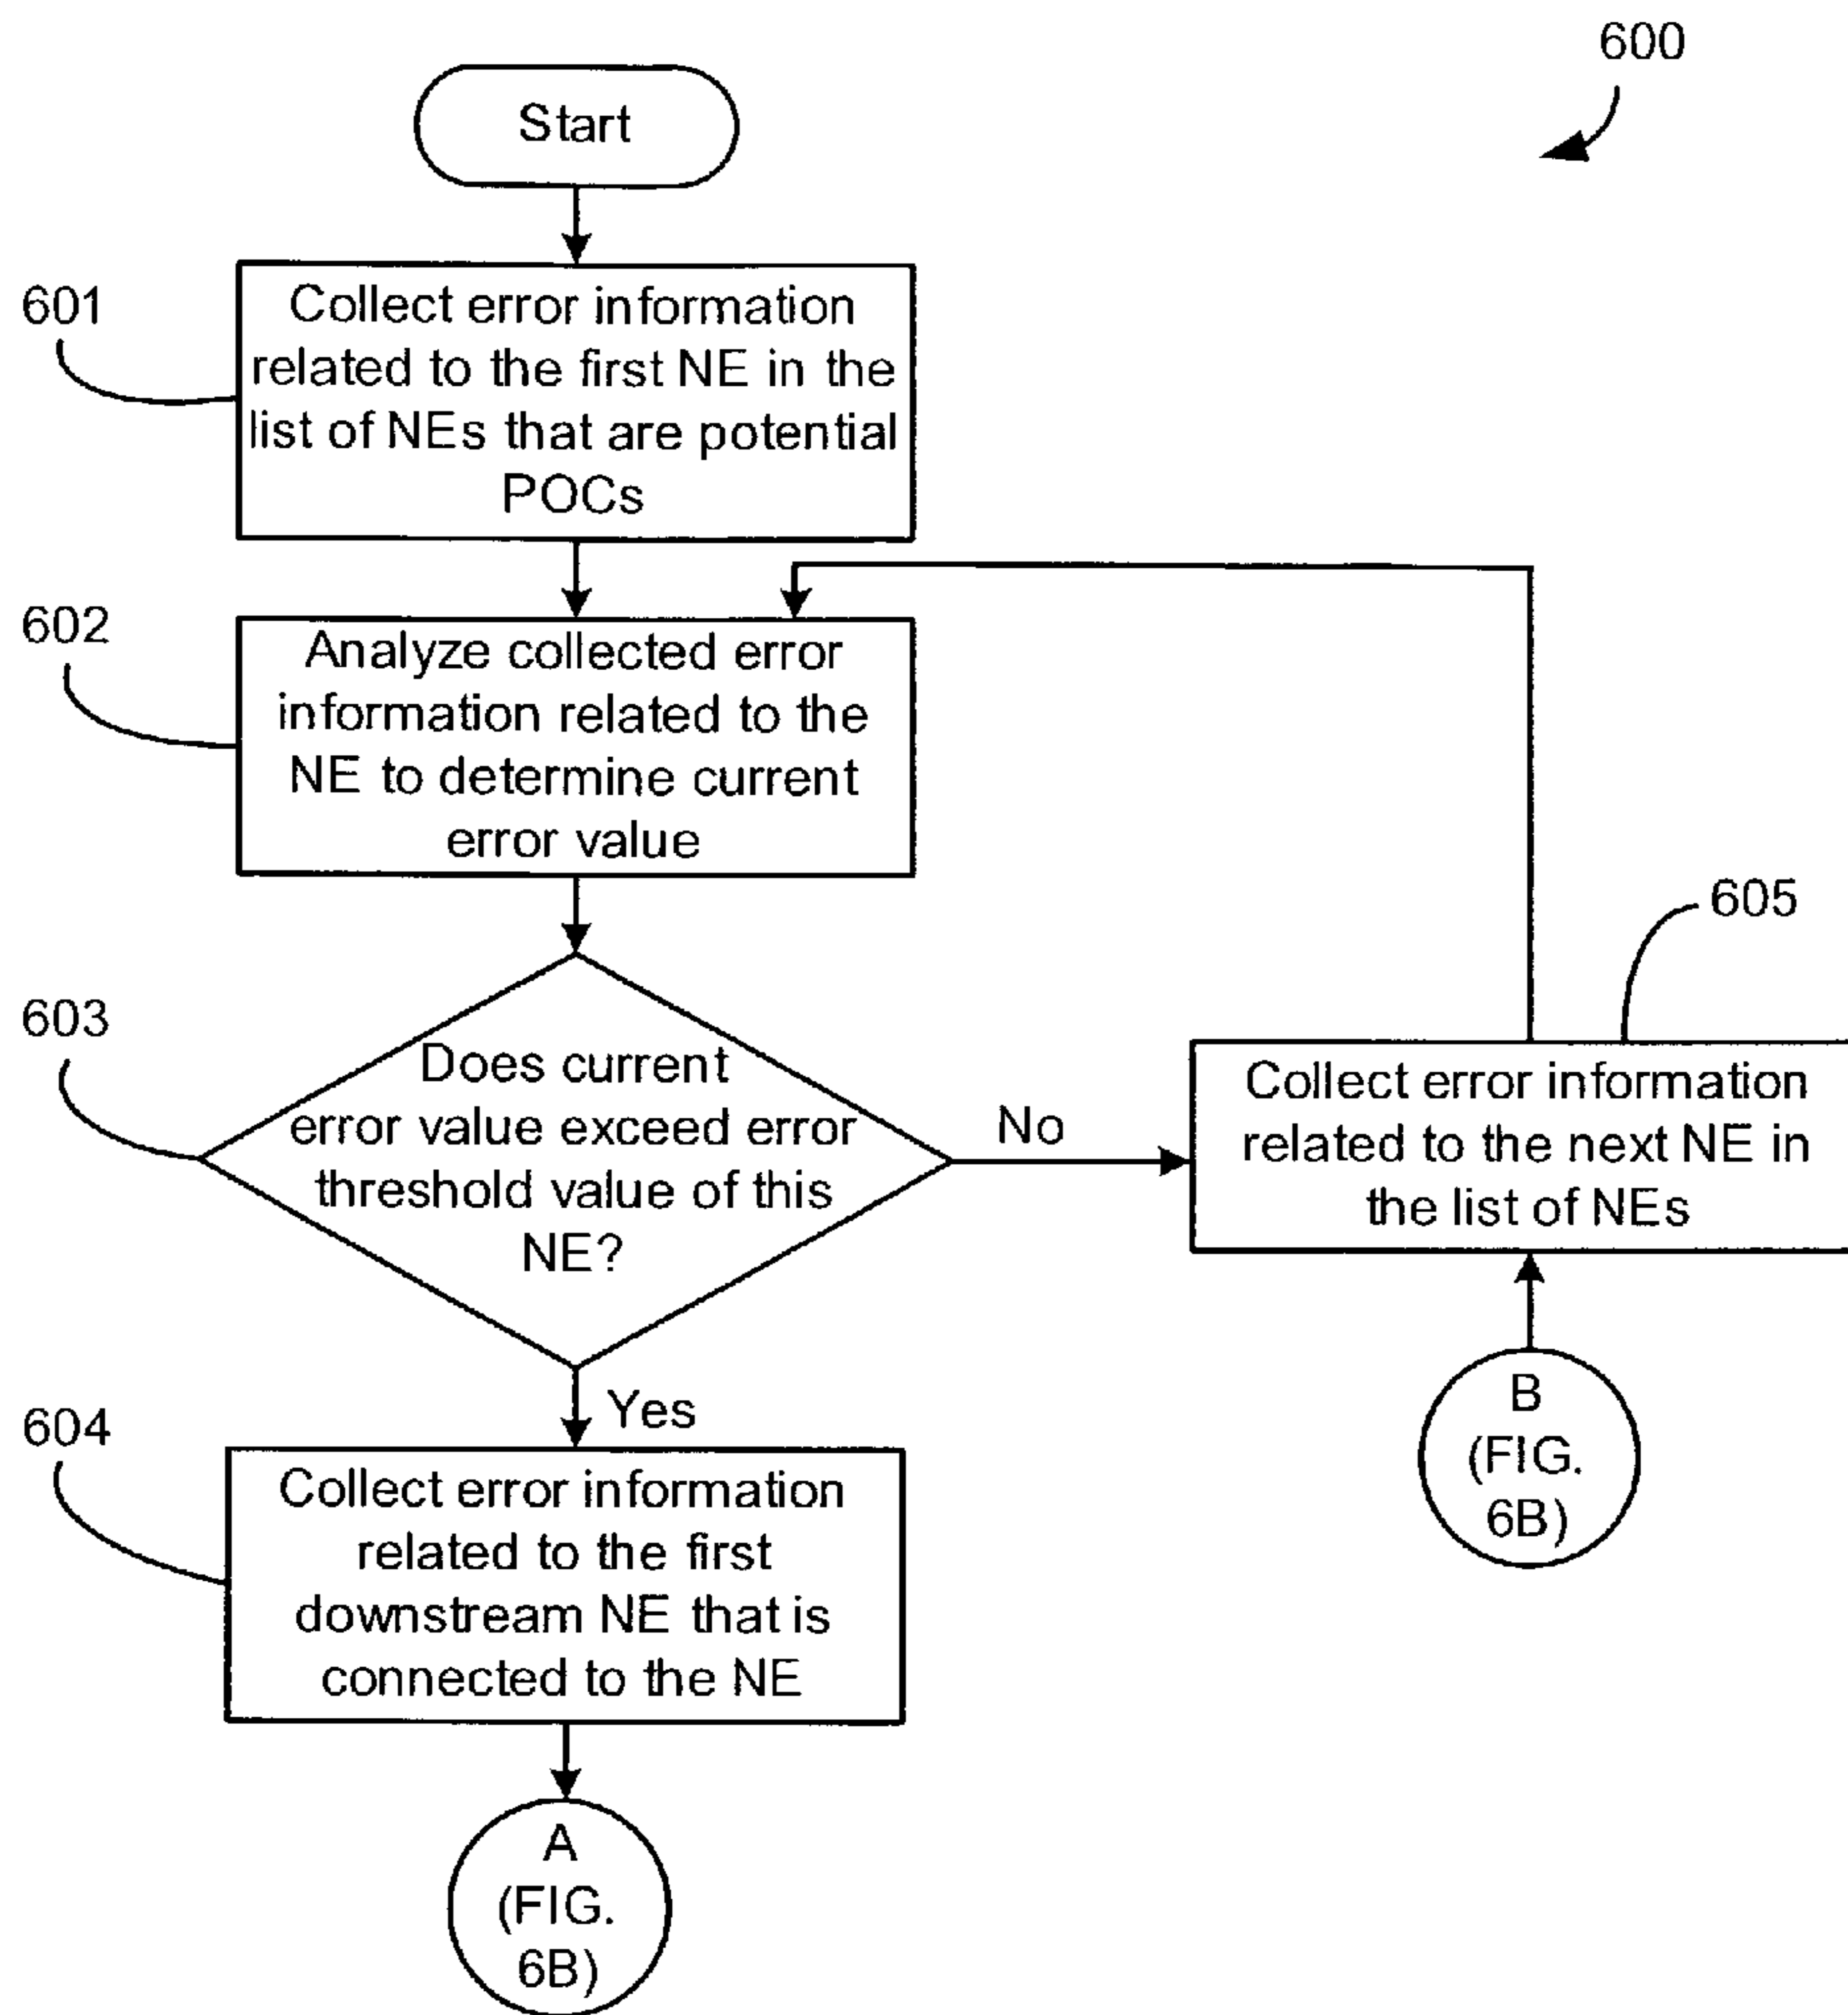 600
Start
601
Collect error information
related to the first NE in the
list of NEs that are potential
POCs
602
Analyze collected error
information related to the
NE to determine current
error value
603
Does current
error value exceed error
threshold value of this
NE?
No
605
Collect error information
related to the next NE in
the list of NEs
Yes
604
Collect error information
related to the first
downstream NE that is
connected to the NE
B
(FIG.
6B)
A
(FIG.
6B)